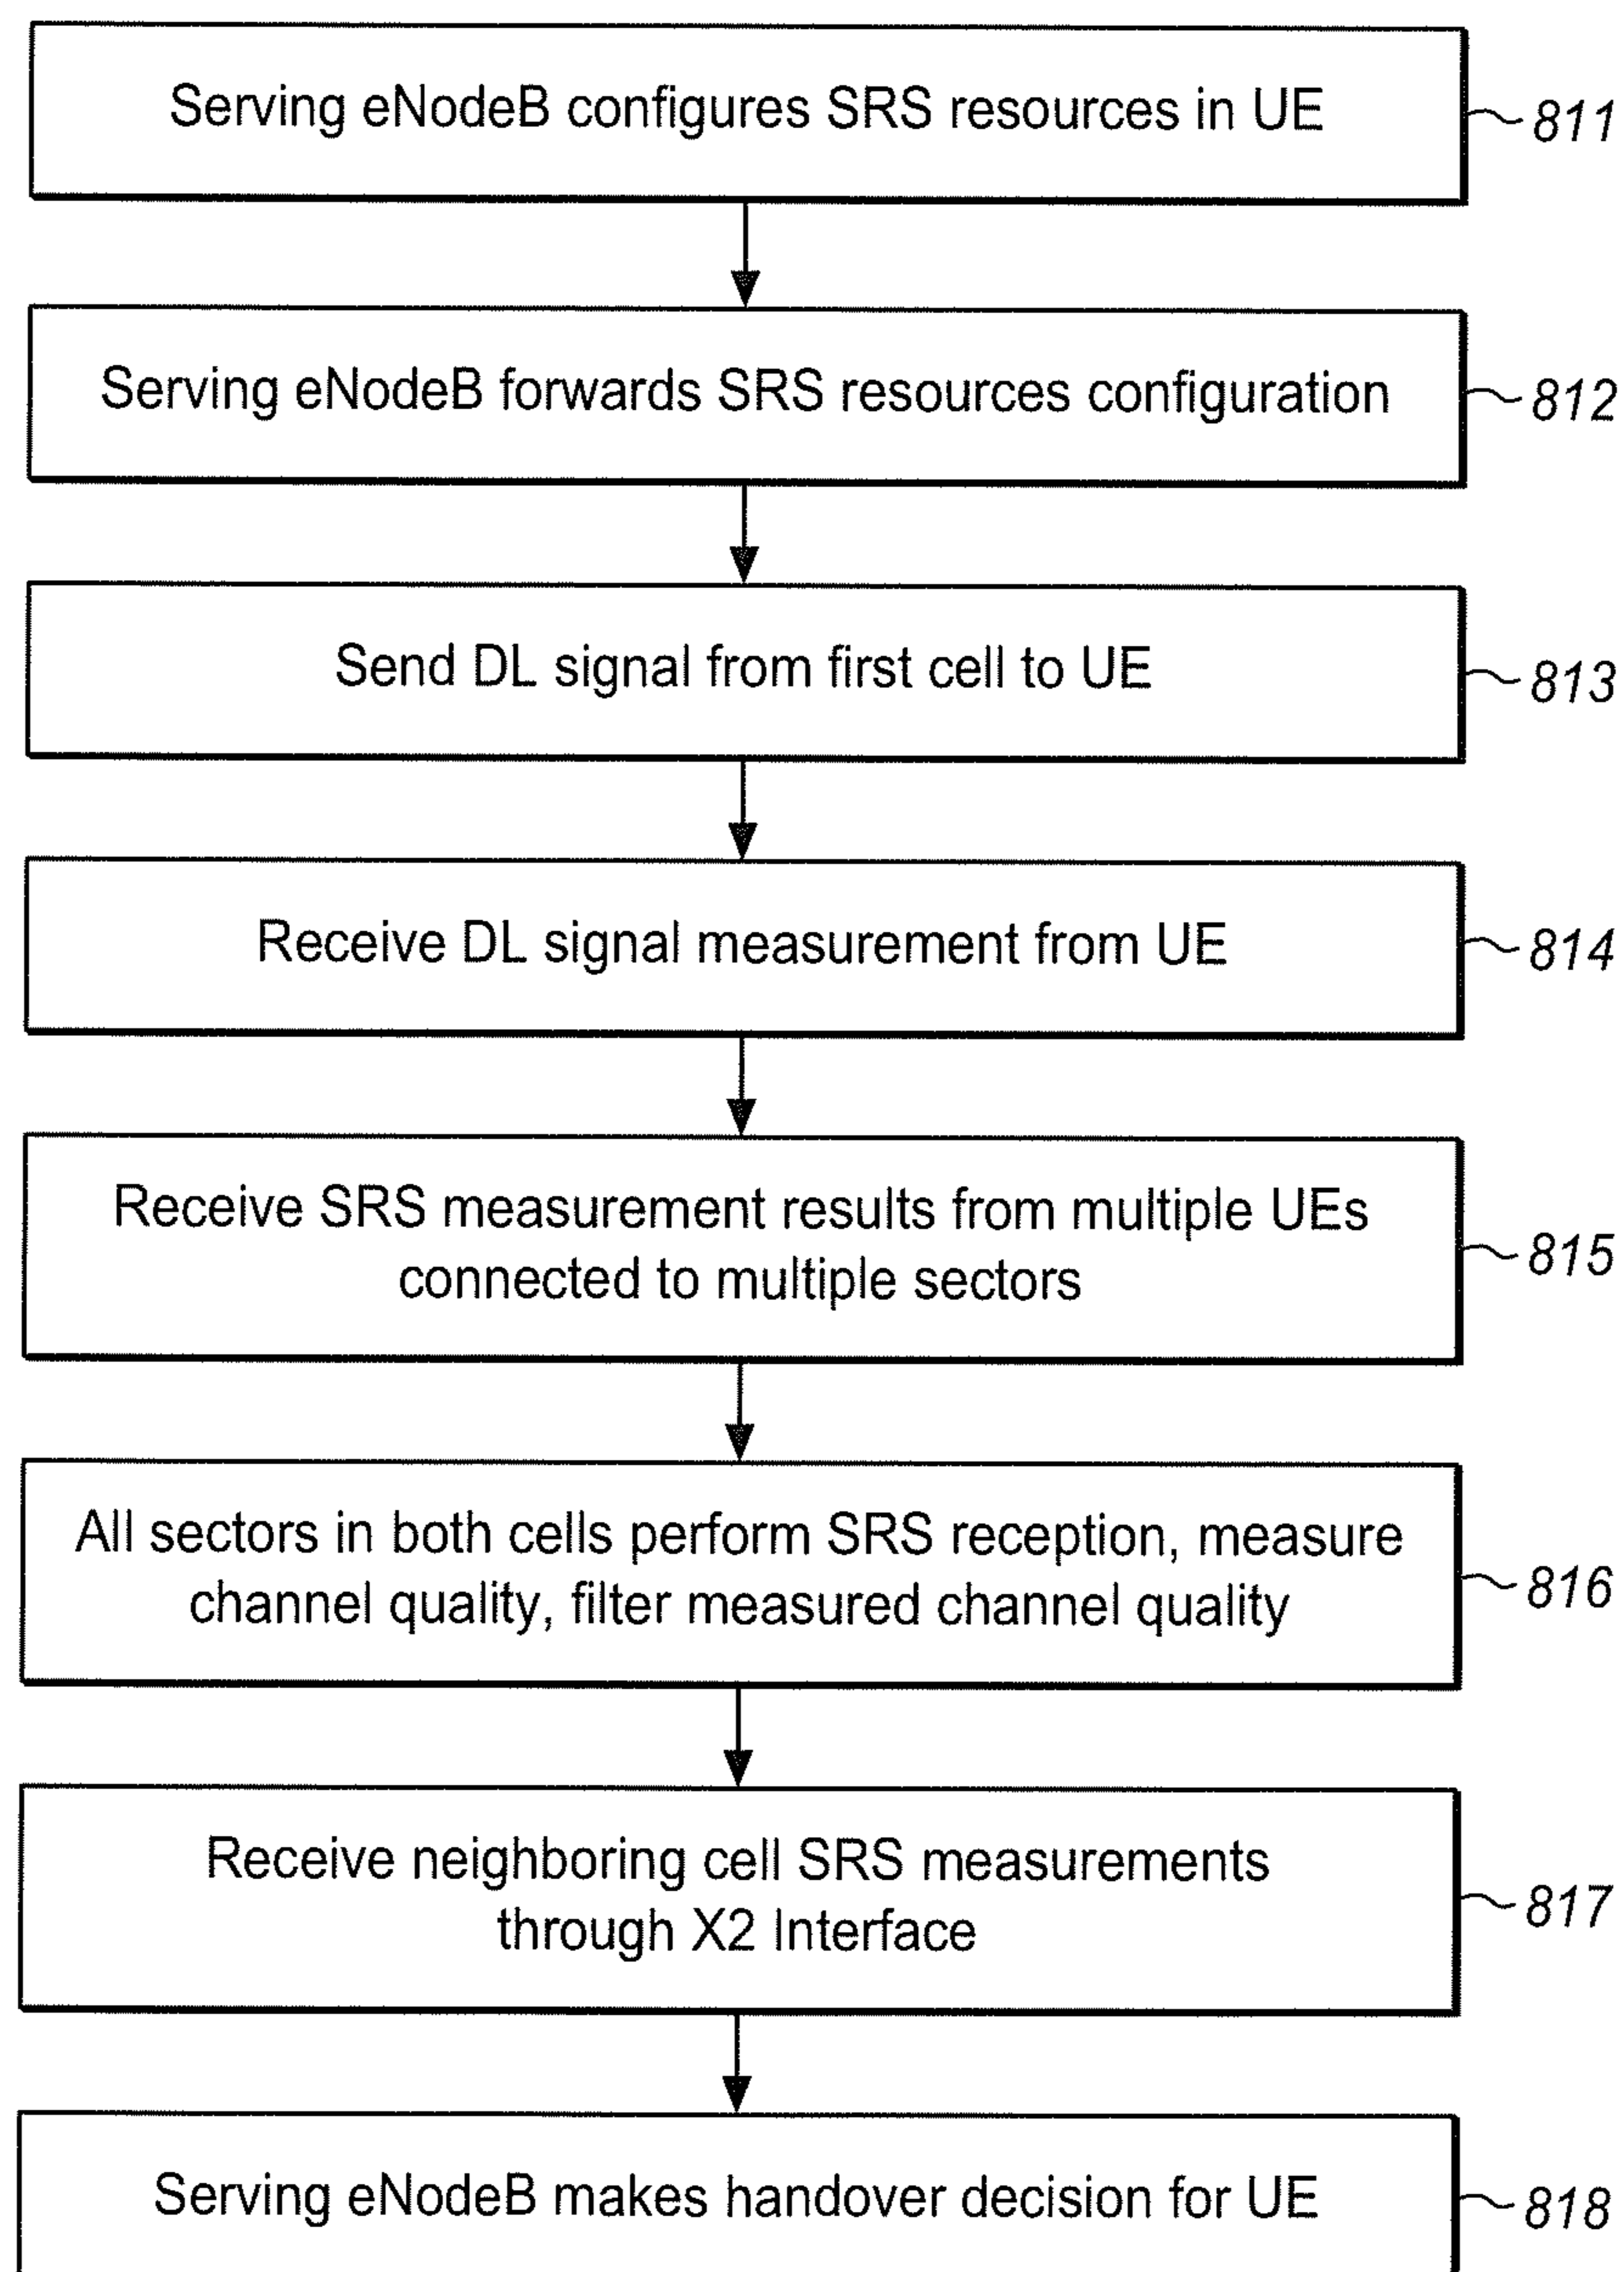 Serving eNodeB configures SRS resources in UE
811
Serving eNodeB forwards SRS resources configuration
812
Send DL signal from first cell to UE
813
Receive DL signal measurement from UE
814
Receive SRS measurement results from multiple UEs
connected to multiple sectors
815
All sectors in both cells perform SRS reception, measure
channel quality, filter measured channel quality
816
Receive neighboring cell SRS measurements
through X2 Interface
817
Serving eNodeB makes handover decision for UE
818